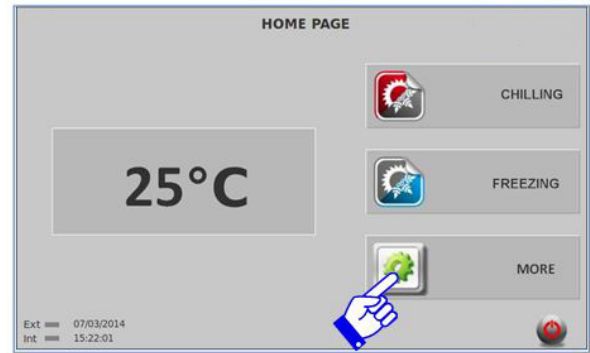 HOME PAGE
CHILLING
25°C
FREEZING
MORE
Ext 07/03/2014
Int 15:22:01